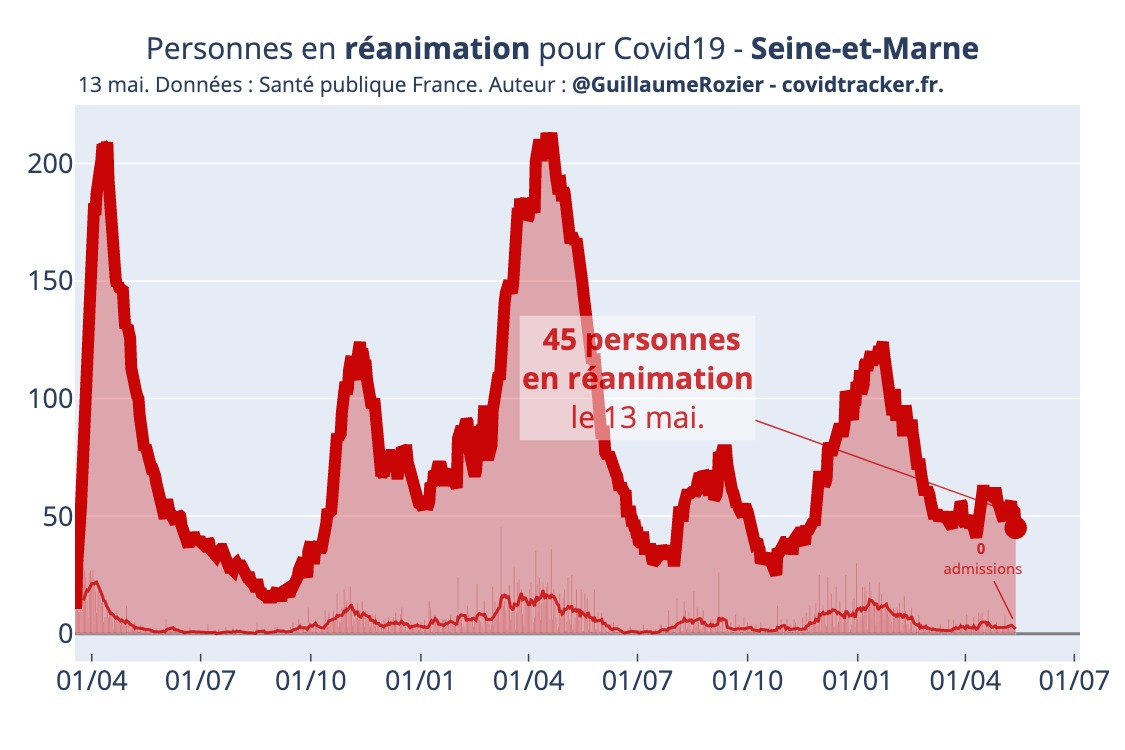 Personnes en réanimation pour Covid19 - Seine-et-Marne
13 mai. Données : Santé publique France. Auteur : @GuillaumeRozier - covidtracker.fr.
200
150
100
50
0
45 personnes
en réanimation
le 13 mai.
0
admissions
01/04 01/07 01/10 01/01 01/04 01/07 01/10 01/01 01/04 01/07